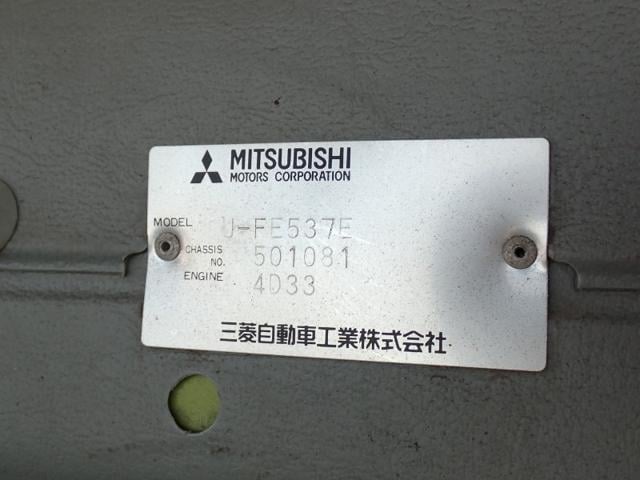 MITSUBISHI
MOTORS CORPORATION
MODEL U-FE537E
CHASSIS NO. 501081
ENGINE 4D33
三菱自動車工業株式会社